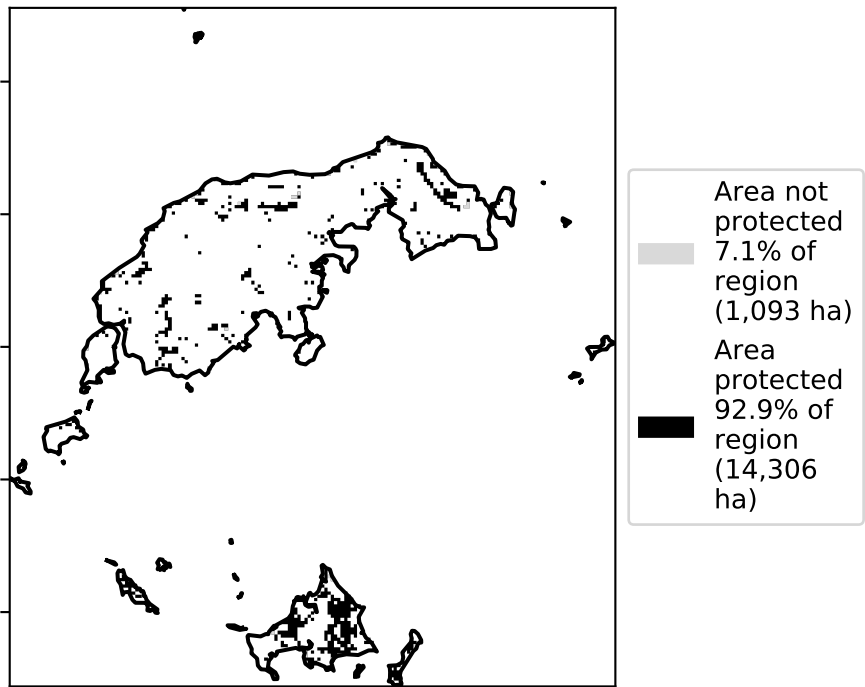 Area not
protected
7.1% of
region
(1,093 ha)
Area
protected
92.9% of
region
(14,306
ha)